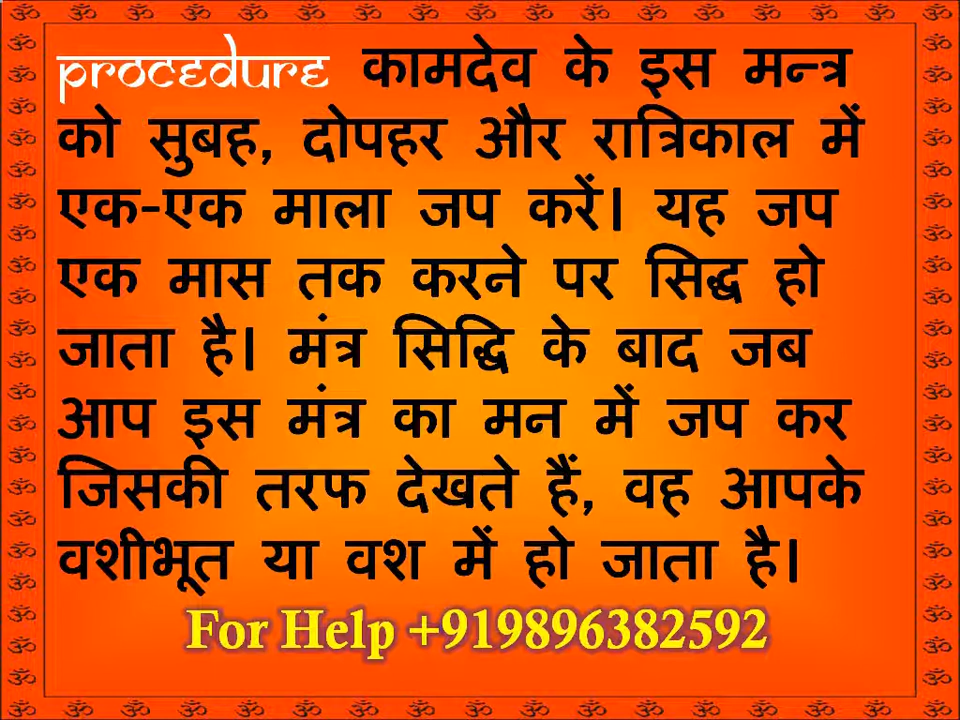 PROCEDURE कामदेव के इस मन्त्र
को सुबह, दोपहर और रात्रिकाल में
एक-एक माला जप करें। यह जप
एक मास तक करने पर सिद्ध हो
जाता है। मंत्र सिद्धि के बाद जब
आप इस मंत्र का मन में जप कर
जिसकी तरफ देखते हैं, वह आपके
वशीभूत या वश में हो जाता है।
For Help +919896382592